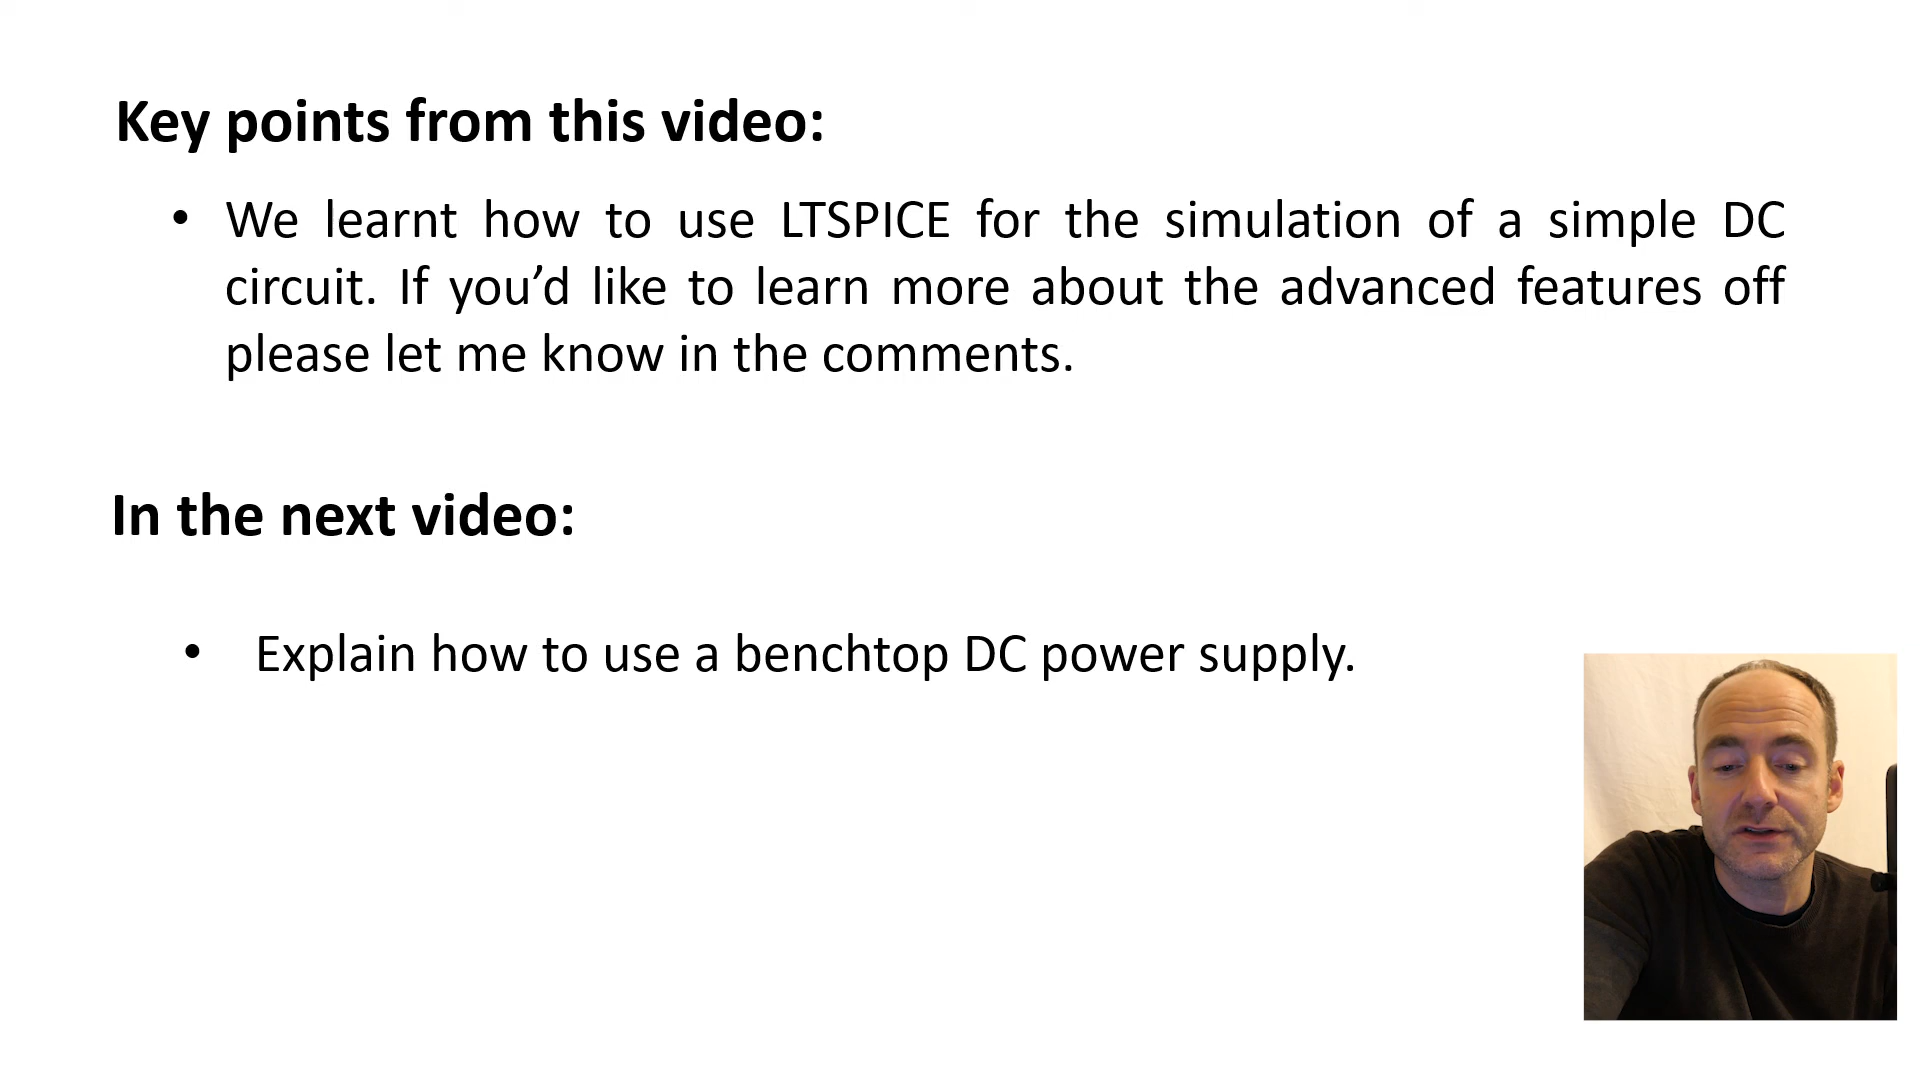 Key points from this video:
• We learnt how to use LTSPICE for the simulation of a simple DC
circuit. If you’d like to learn more about the advanced features off
please let me know in the comments.
In the next video:
• Explain how to use a benchtop DC power supply.